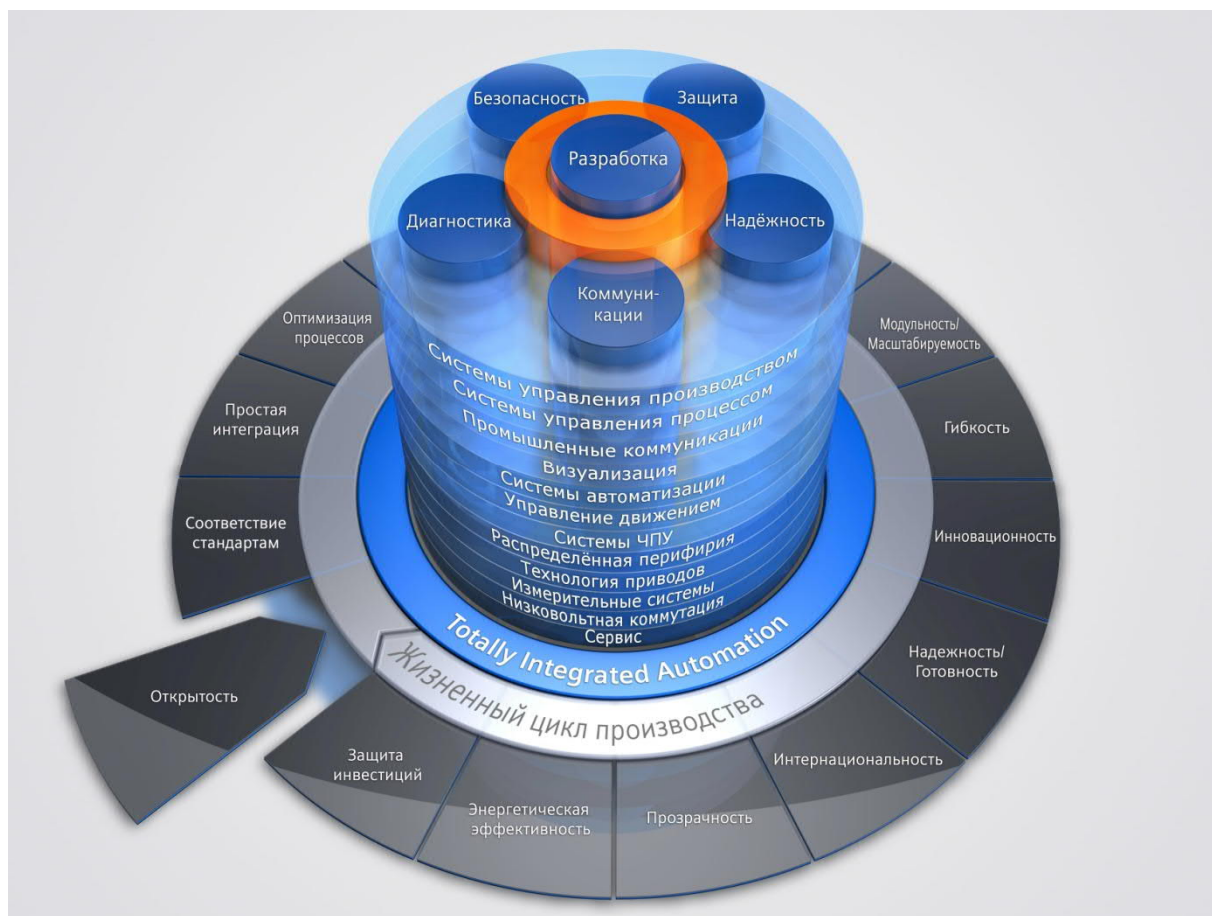 Безопасность
Защита
Разработка
Диагностика
Надёжность
Коммуни-
кации
Системы управления производством
Системы управления процессом
Промышленные коммуникации
Визуализация
Системы автоматизации
Управление движением
Системы ЧПУ
Распределённая перифирия
Технология приводов
Измерительные системы
Низковольтная коммутация
Сервис
Totally Integrated Automation
Жизненный цикл производства
Оптимизация
процессов
Простая
интеграция
Соответствие
стандартам
Открытость
Защита
инвестиций
Энергетическая
эффективность
Прозрачность
Интернациональность
Надежность/
Готовность
Инновационность
Гибкость
Модульность/
Масштабируемость